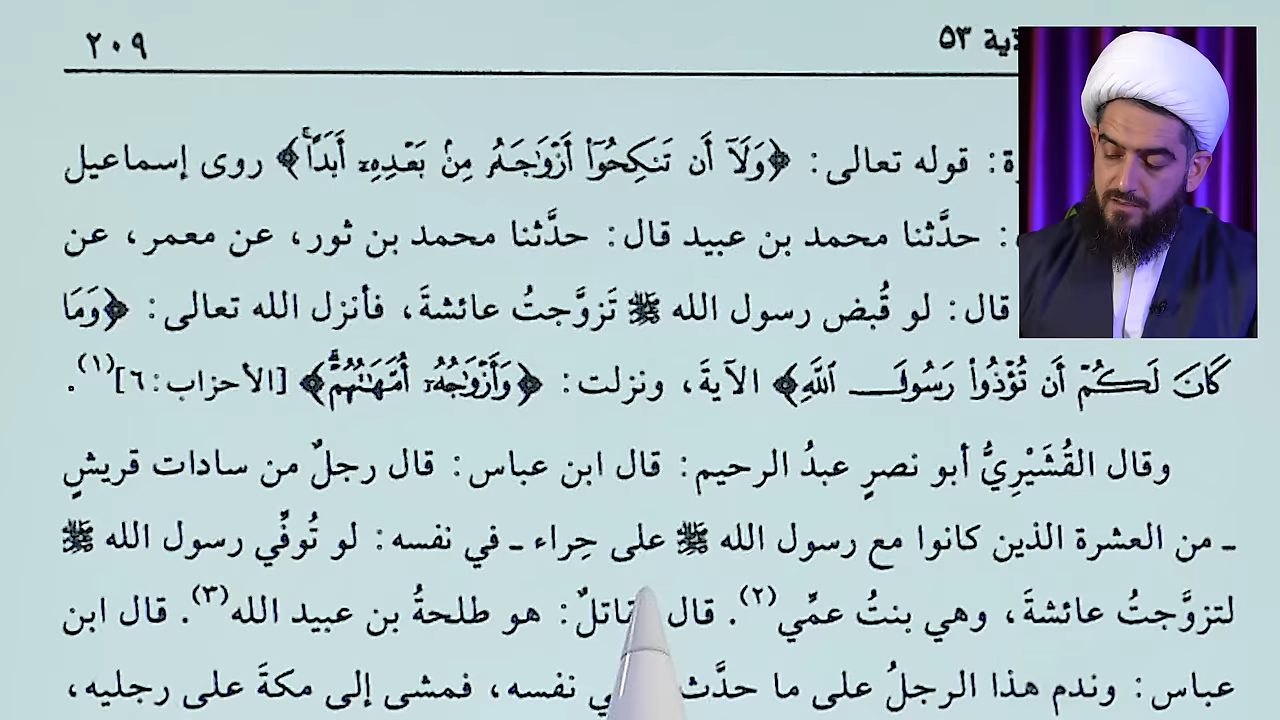 ٢٠٩ لآية ٥٣
ة: قوله تعالى: ﴿وَلَآ أَن تَنكِحُوٓاْ أَزْوَٰجَهُۥ مِنۢ بَعْدِهِۦٓ أَبَدًاۚ﴾ روى إسماعيل
: حدَّثنا محمد بن عبيد قال: حدَّثنا محمد بن ثور، عن معمر، عن
قال: لو قُبض رسول الله ﷺ تَزوَّجتُ عائشةَ، فأنزل الله تعالى: ﴿وَمَا
كَانَ لَكُمْ أَن تُؤْذُواْ رَسُولَ ٱللَّهِ﴾ الآيةَ، ونزلت: ﴿وَأَزْوَٰجُهُۥٓ أُمَّهَٰتُهُمْۗ﴾ [الأحزاب:٦](١).
وقال القُشَيْرِيُّ أبو نصرٍ عبدُ الرحيم: قال ابن عباس: قال رجلٌ من سادات قريشٍ
ـ من العشرة الذين كانوا مع رسول الله ﷺ على حِراء ـ في نفسه: لو تُوفِّي رسول الله ﷺ
لتزوَّجتُ عائشةَ، وهي بنتُ عمِّي(٢). قال هو طلحةُ بن عبيد الله(٣). قال ابن
عباس: وندم هذا الرجلُ على ما حدَّث نفسه، فمشى إلى مكةَ على رجليه،